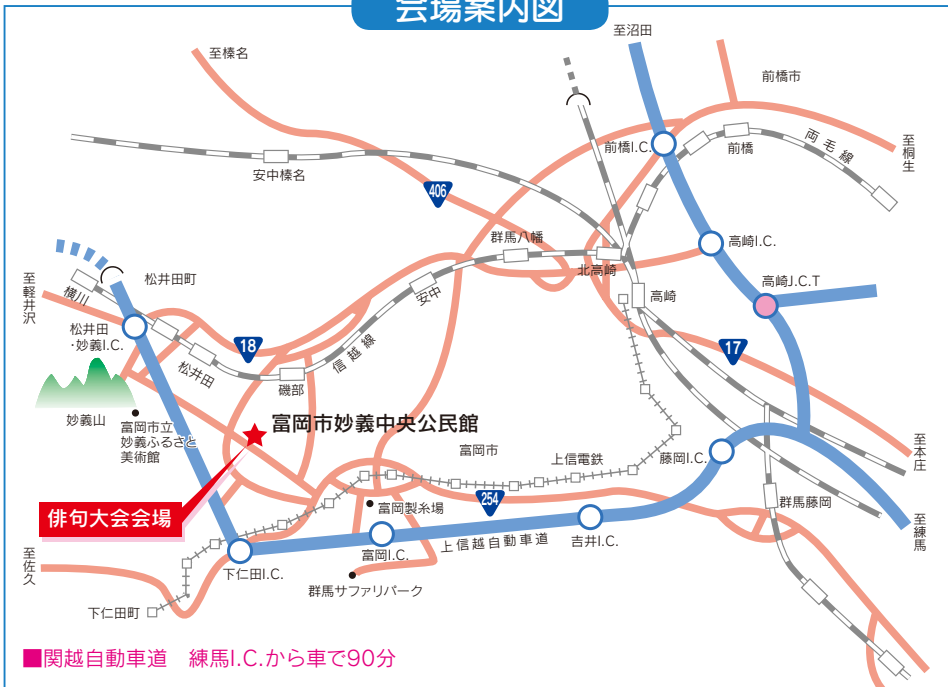 会場案内図
至沼田
至榛名
前橋市
前橋I.C.
前橋
両毛線
至桐生
安中榛名
406
群馬八幡
北高崎
高崎I.C.
高崎J.C.T
高崎
至軽井沢
横川
松井田町
松井田
・妙義I.C.
18
松井田
磯部
信越線
安中
17
妙義山
富岡市立
妙義ふるさと
美術館
富岡市妙義中央公民館
富岡市
上信電鉄
藤岡I.C.
至本庄
俳句大会会場
254
富岡製糸場
群馬藤岡
至練馬
至佐久
下仁田I.C.
富岡I.C.
上信越自動車道
吉井I.C.
群馬サファリパーク
下仁田町
■関越自動車道 練馬I.C.から車で90分